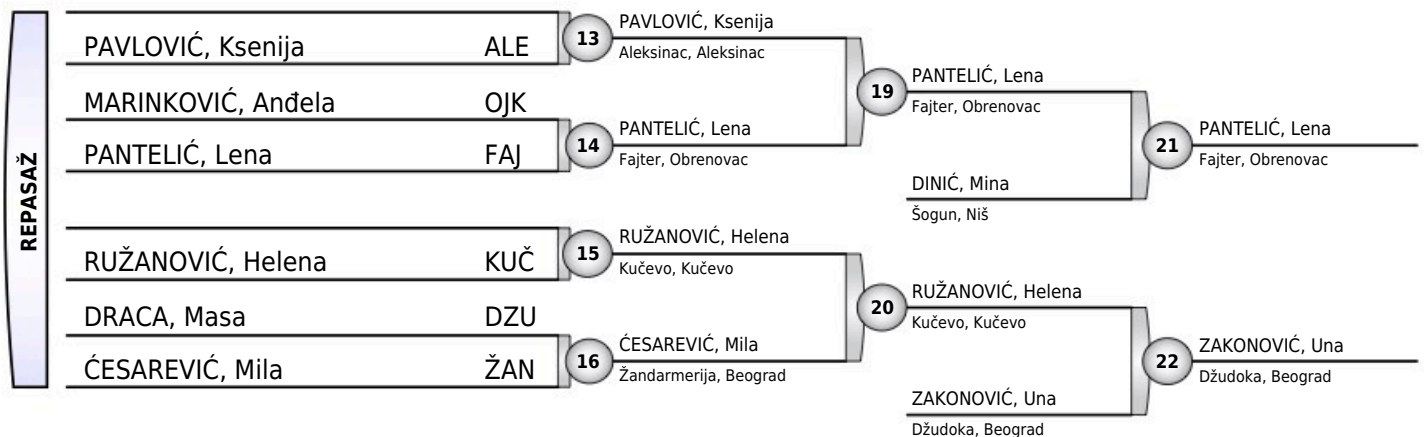 REPASAŽ
PAVLOVIĆ, Ksenija ALE
MARINKOVIĆ, Anđela OJK
PANTELIĆ, Lena FAJ
RUŽANOVIĆ, Helena KUČ
DRACA, Masa DZU
ĆESAREVIĆ, Mila ŽAN
13
PAVLOVIĆ, Ksenija
Aleksinac, Aleksinac
14
PANTELIĆ, Lena
Fajter, Obrenovac
15
RUŽANOVIĆ, Helena
Kučevo, Kučevo
16
ĆESAREVIĆ, Mila
Žandarmerija, Beograd
19
PANTELIĆ, Lena
Fajter, Obrenovac
DINIĆ, Mina
Šogun, Niš
20
RUŽANOVIĆ, Helena
Kučevo, Kučevo
ZAKONOVIĆ, Una
Džudoka, Beograd
21
PANTELIĆ, Lena
Fajter, Obrenovac
22
ZAKONOVIĆ, Una
Džudoka, Beograd